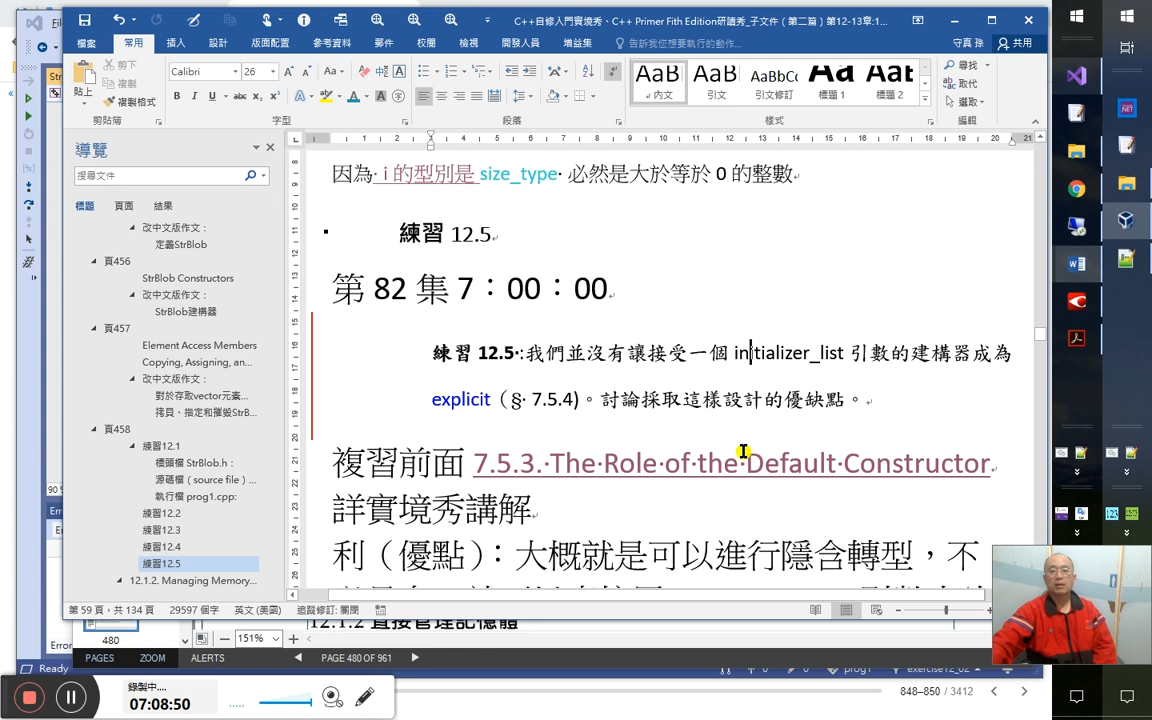 C++自修入門實境秀、C++ Primer Fith Edition研讀秀_子文件（第二篇）第12-13章:1...
檔案 常用 插入 設計 版面配置 參考資料 郵件 校閱 檢視 開發人員 增益集 告訴我您想要執行的動作... 守真 孫 共用
貼上 剪下 複製 複製格式
Calibri 26
AaBb AaBb AaBbCc AaBb AaBt
內文 引文 引文修訂 標題 1 標題 2
尋找 取代 選取
剪貼簿 字型 段落 樣式 編輯
導覽
搜尋文件
標題 頁面 結果
改中文版作文：
定義StrBlob
頁456
StrBlob Constructors
改中文版作文：
StrBlob建構器
頁457
Element Access Members
Copying, Assigning, an...
改中文版作文：
對於存取vector元素...
拷貝、指定和摧毀StrB...
頁458
練習12.1
標頭檔 StrBlob.h：
源碼檔（source file）...
執行檔 prog1.cpp:
練習12.2
練習12.3
練習12.4
練習12.5
12.1.2. Managing Memory...
因為 i 的型別是 size_type 必然是大於等於 0 的整數
練習 12.5
第 82 集 7：00：00
練習 12.5 :我們並沒有讓接受一個 initializer_list 引數的建構器成為
explicit（§ 7.5.4)。討論採取這樣設計的優缺點。
複習前面 7.5.3. The Role of the Default Constructor
詳實境秀講解
利（優點）：大概就是可以進行隱含轉型，不
第 59 頁，共 134 頁 29597 個字 英文 (美國) 追蹤修訂: 關閉
12.1.2 直接管理記憶體
480
151%
PAGES ZOOM ALERTS PAGE 480 OF 961
Ready
錄製中....
07:08:50
848–850 / 3412